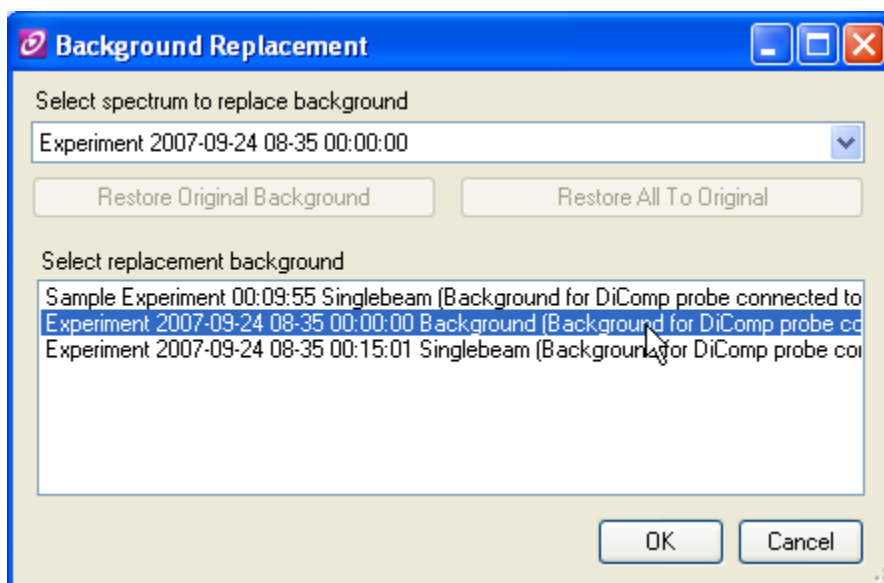 Background Replacement
Select spectrum to replace background
Experiment 2007-09-24 08-35 00:00:00
Restore Original Background Restore All To Original
Select replacement background
Sample Experiment 00:09:55 Singlebeam (Background for DiComp probe connected to
Experiment 2007-09-24 08-35 00:00:00 Background (Background for DiComp probe co
Experiment 2007-09-24 08-35 00:15:01 Singlebeam (Background for DiComp probe con
OK Cancel